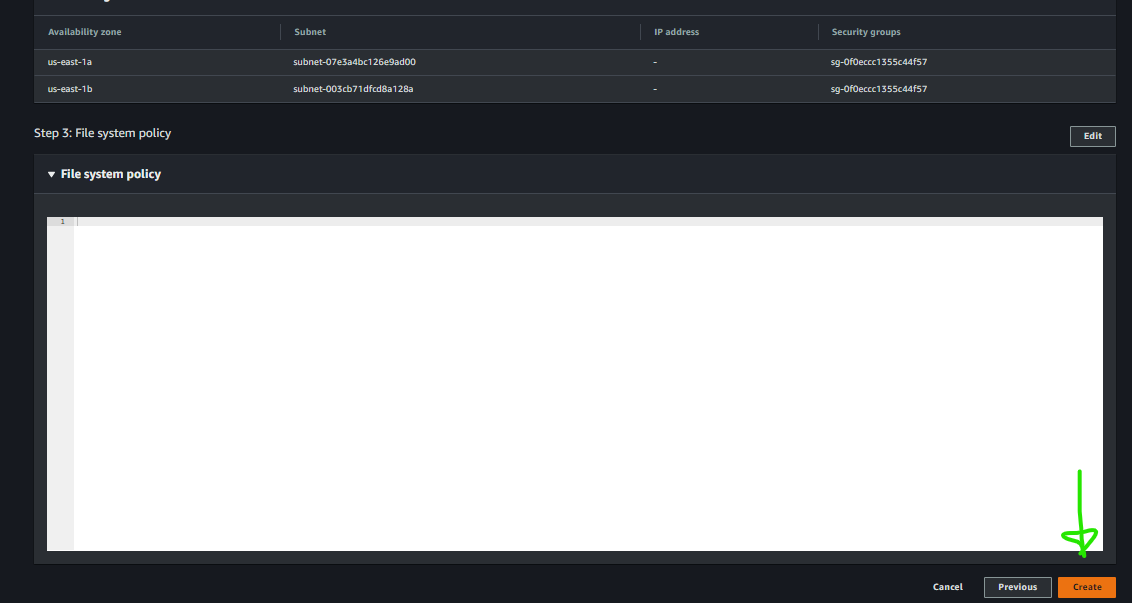 Availability zone Subnet IP address Security groups
us-east-1a subnet-07e3a4bc126e9ad00 - sg-0f0eccc1355c44f57
us-east-1b subnet-003cb71dfcd8a128a - sg-0f0eccc1355c44f57
Step 3: File system policy Edit
File system policy
1
Cancel Previous Create